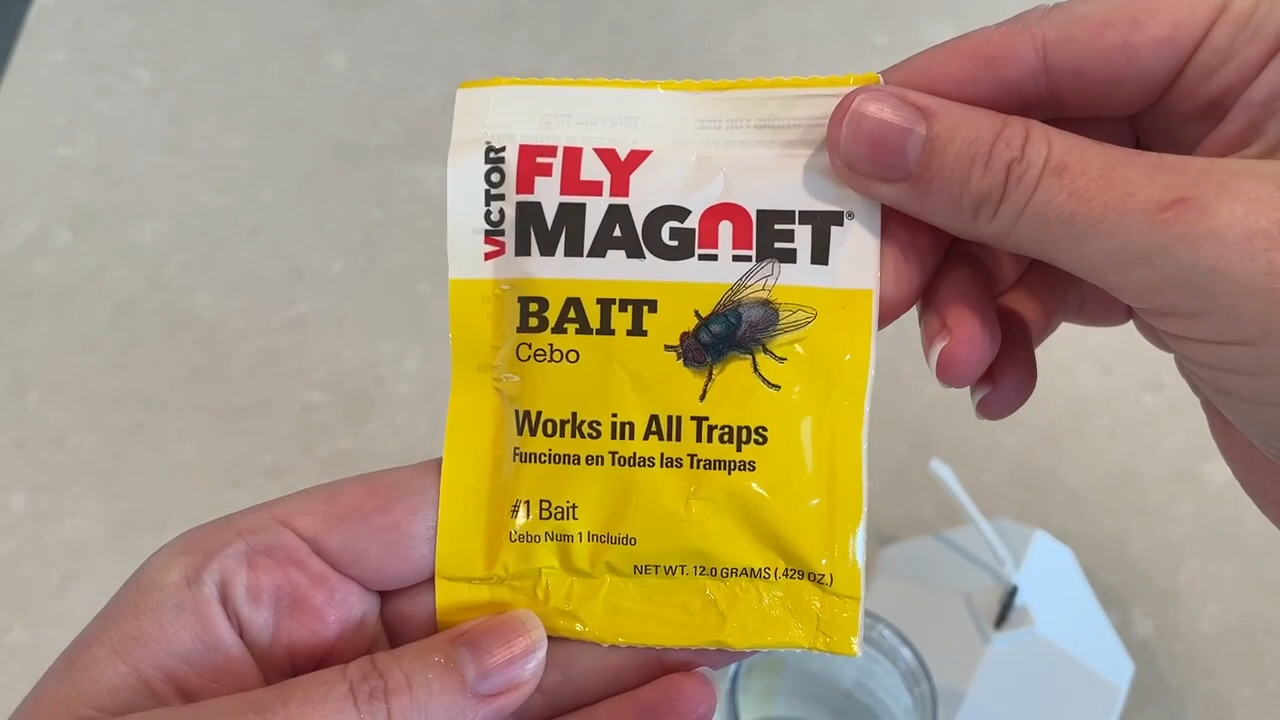 VICTOR®
FLY
MAGNET®
BAIT
Cebo
Works in All Traps
Funciona en Todas las Trampas
#1 Bait
Cebo Num 1 Incluido
NET WT. 12.0 GRAMS (.429 OZ.)